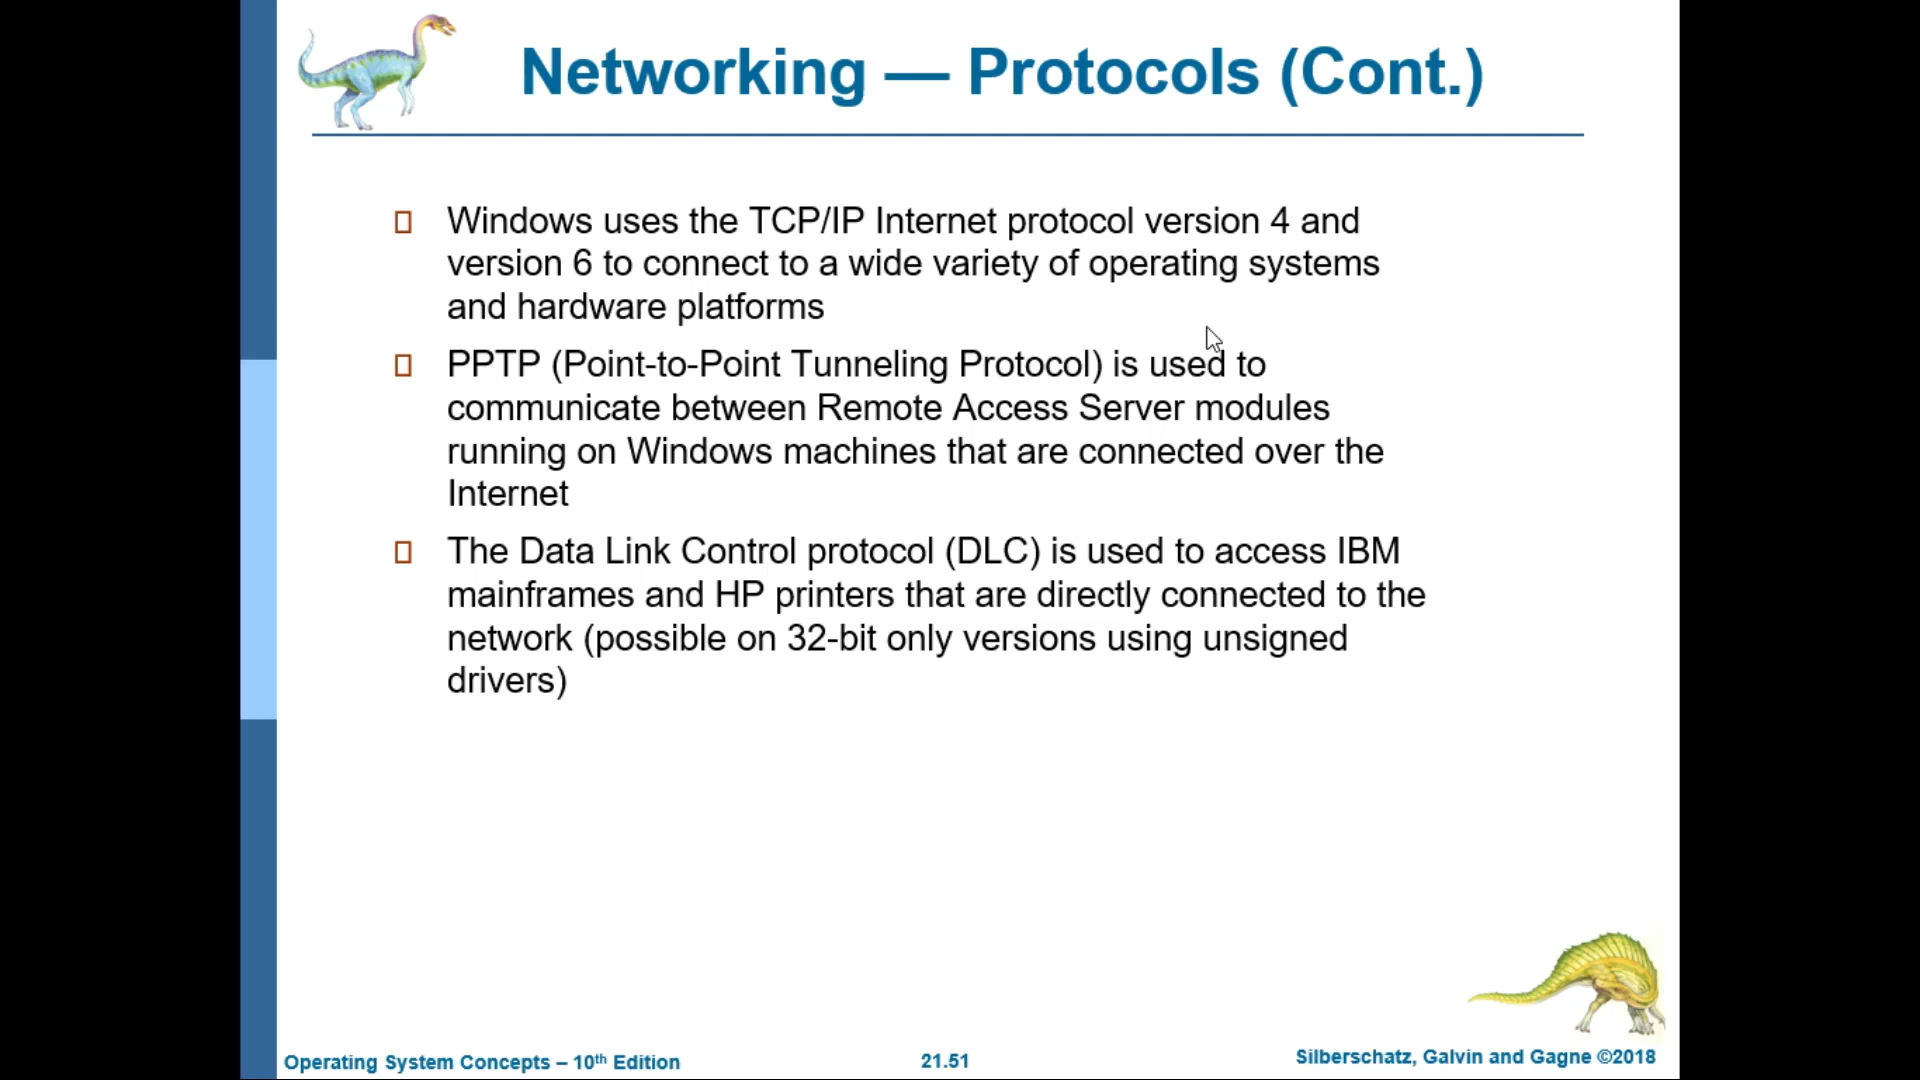 Networking — Protocols (Cont.)
Windows uses the TCP/IP Internet protocol version 4 and
version 6 to connect to a wide variety of operating systems
and hardware platforms
PPTP (Point-to-Point Tunneling Protocol) is used to
communicate between Remote Access Server modules
running on Windows machines that are connected over the
Internet
The Data Link Control protocol (DLC) is used to access IBM
mainframes and HP printers that are directly connected to the
network (possible on 32-bit only versions using unsigned
drivers)
Operating System Concepts – 10th Edition
21.51
Silberschatz, Galvin and Gagne ©2018